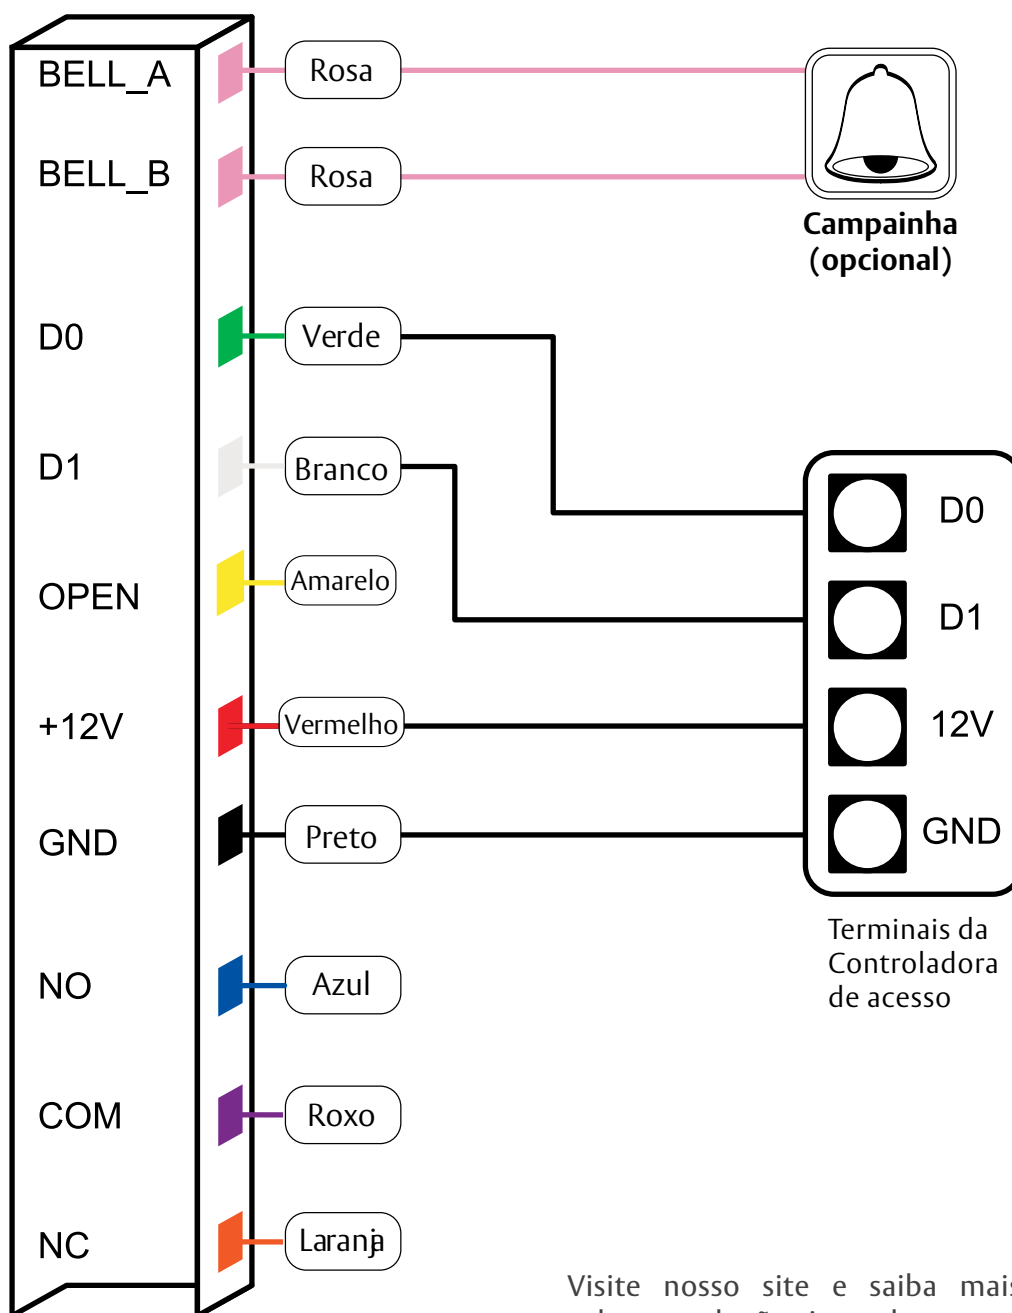 BELL_A
Rosa
BELL_B
Rosa
Campainha
(opcional)
D0
Verde
D1
Branco
OPEN
Amarelo
+12V
Vermelho
GND
Preto
NO
Azul
COM
Roxo
NC
Laranja
D0
D1
12V
GND
Terminais da
Controladora
de acesso
Visite nosso site e saiba mais